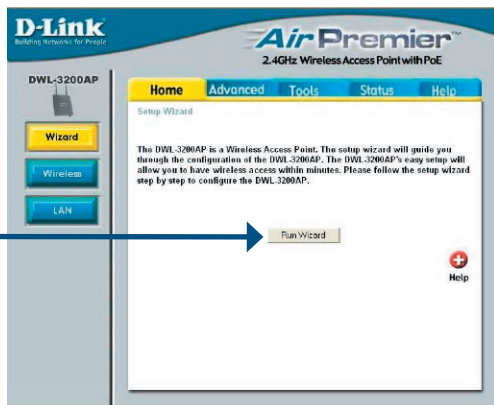 D-Link
Building Networks for People
AirPremier™
2.4GHz Wireless Access Point with PoE
DWL-3200AP
Home Advanced Tools Status Help
Setup Wizard
Wizard
Wireless
LAN
The DWL-3200AP is a Wireless Access Point. The setup wizard will guide you
through the configuration of the DWL-3200AP. The DWL-3200AP's easy setup will
allow you to have wireless access within minutes. Please follow the setup wizard
step by step to configure the DWL-3200AP.
Run Wizard
Help